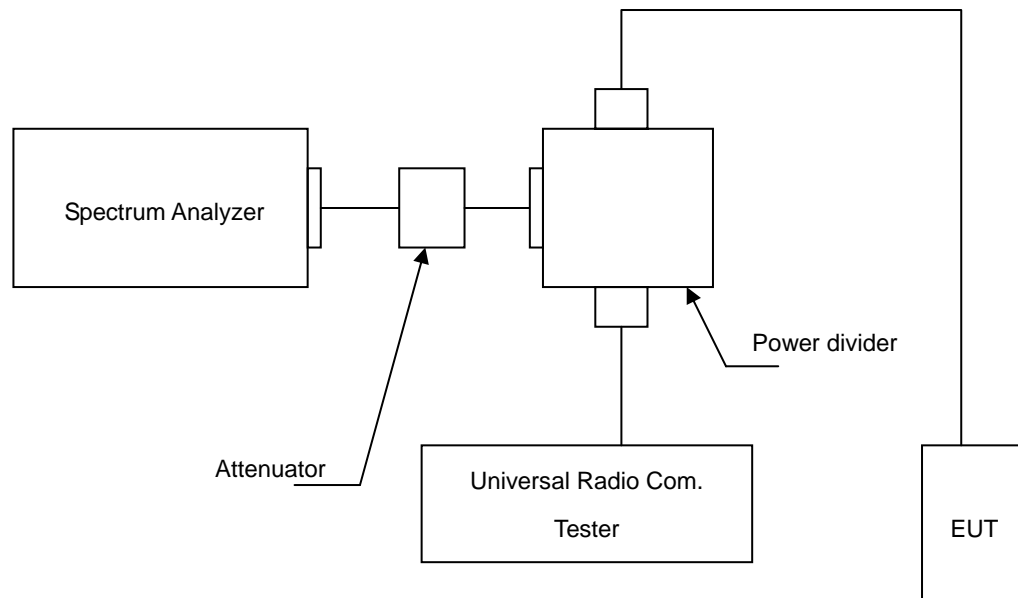 Spectrum Analyzer
Power divider
Attenuator
Universal Radio Com.
Tester
EUT